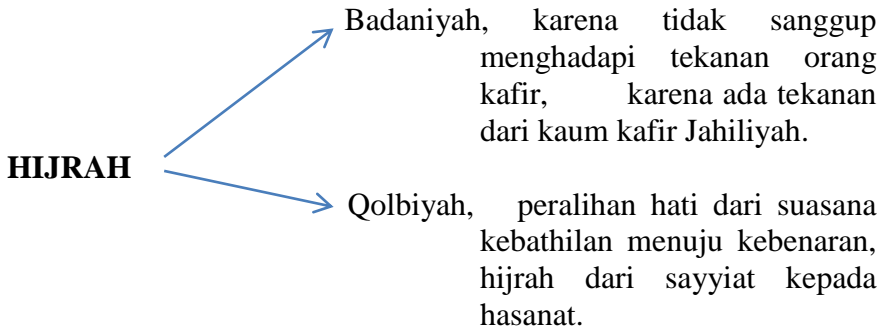 Badaniyah, karena tidak sanggup
menghadapi tekanan orang
kafir, karena ada tekanan
dari kaum kafir Jahiliyah.
HIJRAH
Qolbiyah, peralihan hati dari suasana
kebathilan menuju kebenaran,
hijrah dari sayyiat kepada
hasanat.